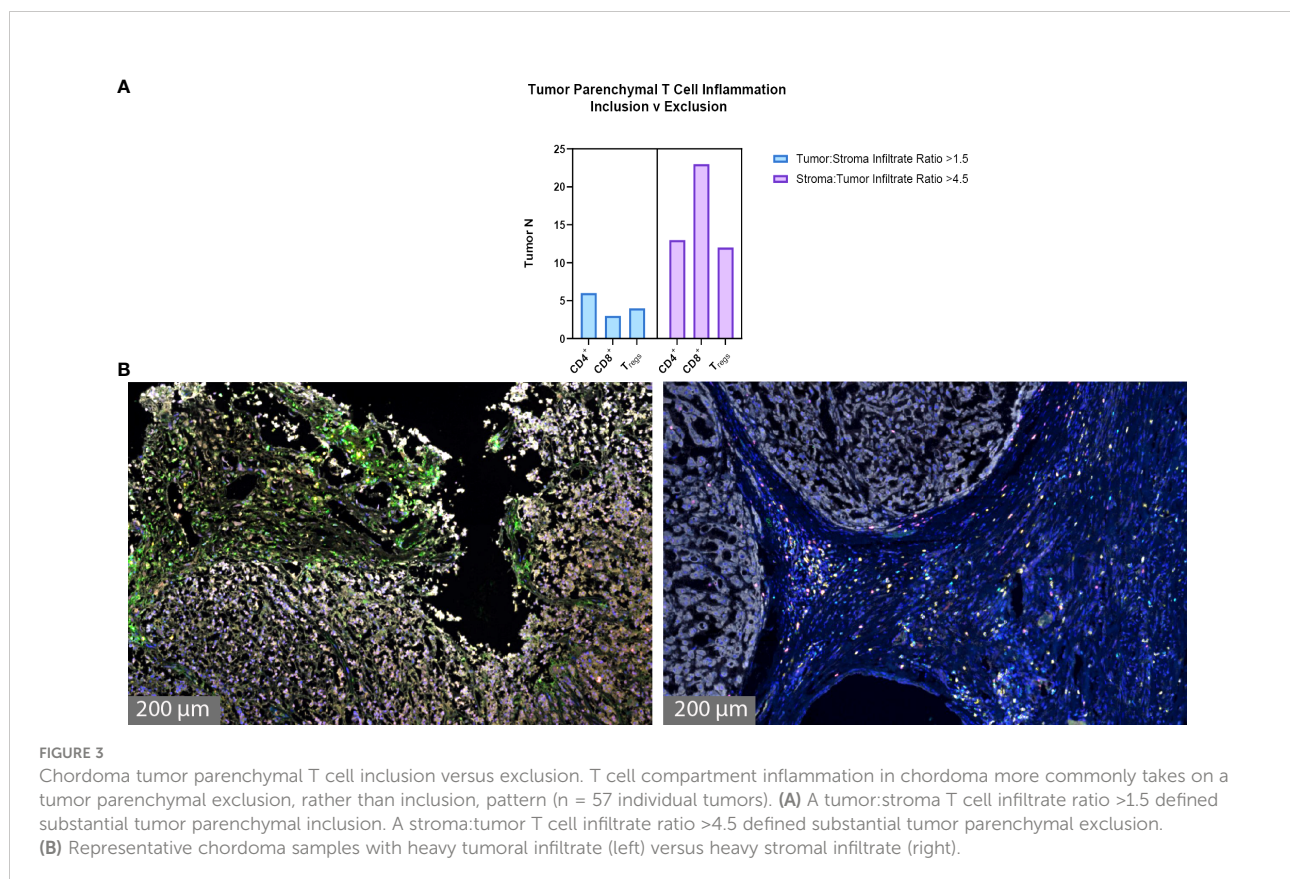 A
Tumor Parenchymal T Cell Inflammation
Inclusion v Exclusion
Tumor:Stroma Infiltrate Ratio >1.5
Stroma:Tumor Infiltrate Ratio >4.5
Tumor N
25
20
15
10
5
0
CD4+
CD8+
Tregs
CD4+
CD8+
Tregs
B
200 µm
200 µm
FIGURE 3
Chordoma tumor parenchymal T cell inclusion versus exclusion. T cell compartment inflammation in chordoma more commonly takes on a
tumor parenchymal exclusion, rather than inclusion, pattern (n = 57 individual tumors). (A) A tumor:stroma T cell infiltrate ratio >1.5 defined
substantial tumor parenchymal inclusion. A stroma:tumor T cell infiltrate ratio >4.5 defined substantial tumor parenchymal exclusion.
(B) Representative chordoma samples with heavy tumoral infiltrate (left) versus heavy stromal infiltrate (right).